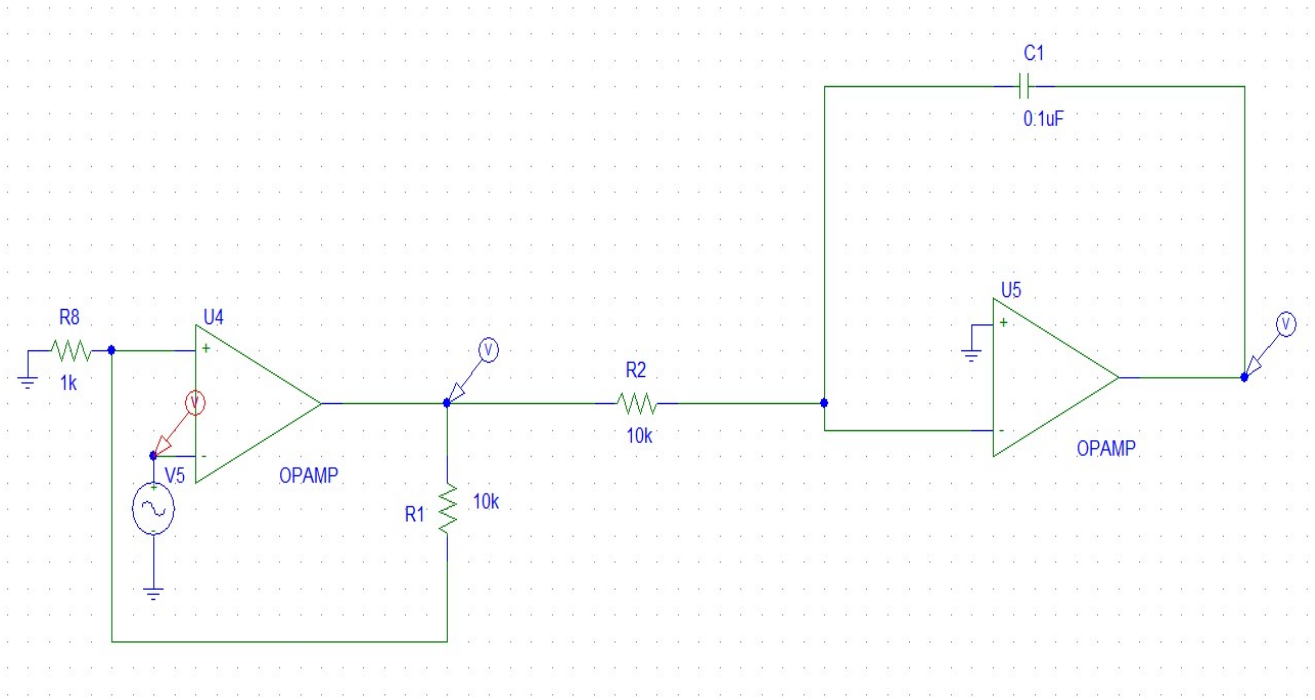 C1
0.1uF
U5
+
-
OPAMP
V
R8
1k
U4
+
-
V
V5
+
-
OPAMP
V
R2
10k
R1
10k